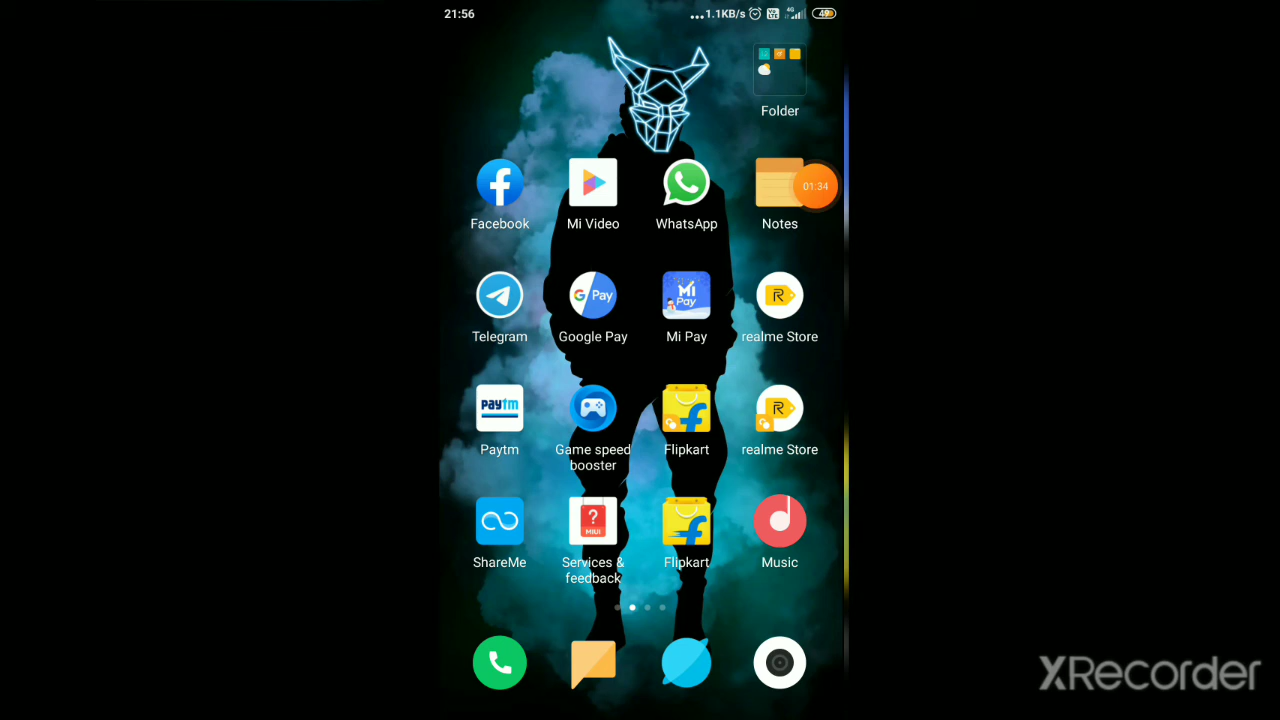 21:56
...1.1KB/s Vo LTE 4G 49
Folder
Facebook
Mi Video
WhatsApp
Notes
01:34
G Pay
Mi Pay
R
Telegram
Google Pay
Mi Pay
realme Store
paytm
R
Paytm
Game speed booster
Flipkart
realme Store
?
MIUI
ShareMe
Services & feedback
Flipkart
Music
XRecorder